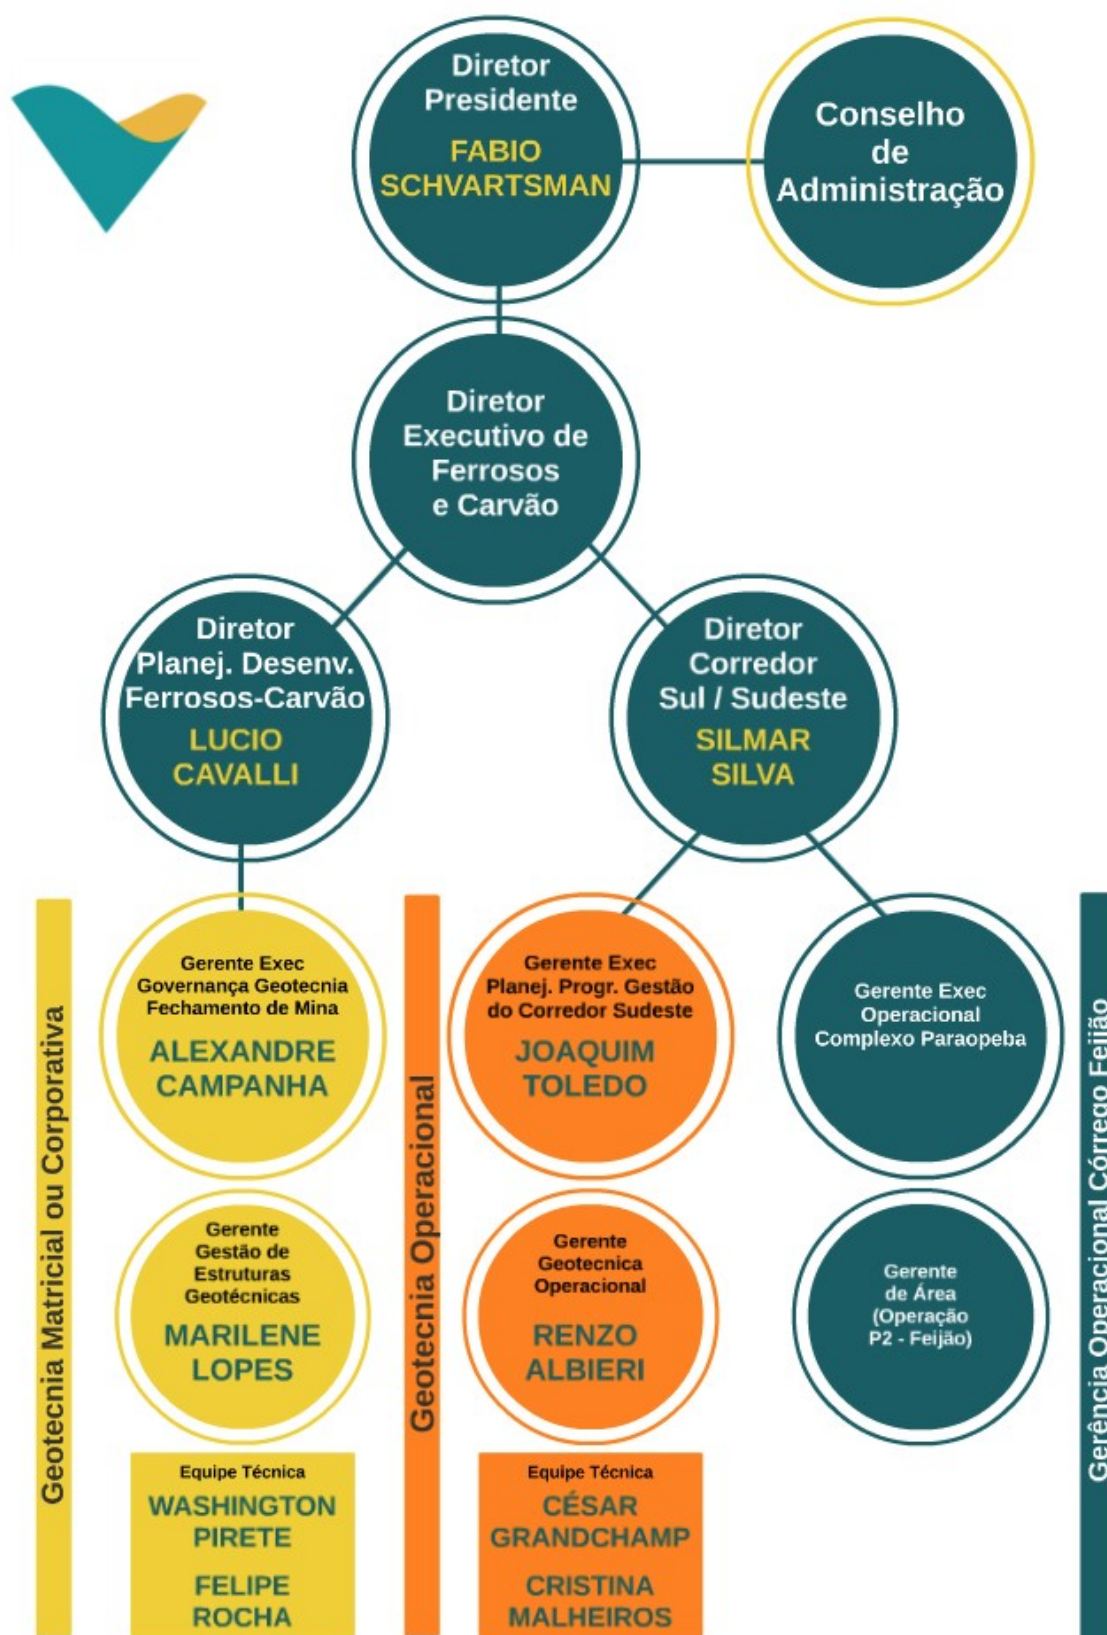 Diretor
Presidente
FABIO
SCHVARTSMAN
Conselho
de
Administração
Diretor
Executivo de
Ferrosos
e Carvão
Diretor
Planej. Desenv.
Ferrosos-Carvão
LUCIO
CAVALLI
Diretor
Corredor
Sul / Sudeste
SILMAR
SILVA
Geotecnia Matricial ou Corporativa
Gerente Exec
Governança Geotecnia
Fechamento de Mina
ALEXANDRE
CAMPANHA
Gerente
Gestão de
Estruturas
Geotécnicas
MARILENE
LOPES
Equipe Técnica
WASHINGTON
PIRETE
FELIPE
ROCHA
Geotecnia Operacional
Gerente Exec
Planej. Progr. Gestão
do Corredor Sudeste
JOAQUIM
TOLEDO
Gerente
Geotecnica
Operacional
RENZO
ALBIERI
Equipe Técnica
CÉSAR
GRANDCHAMP
CRISTINA
MALHEIROS
Gerente Exec
Operacional
Complexo Paraopeba
Gerente
de Área
(Operação
P2 - Feijão)
Gerência Operacional Córrego Feijão